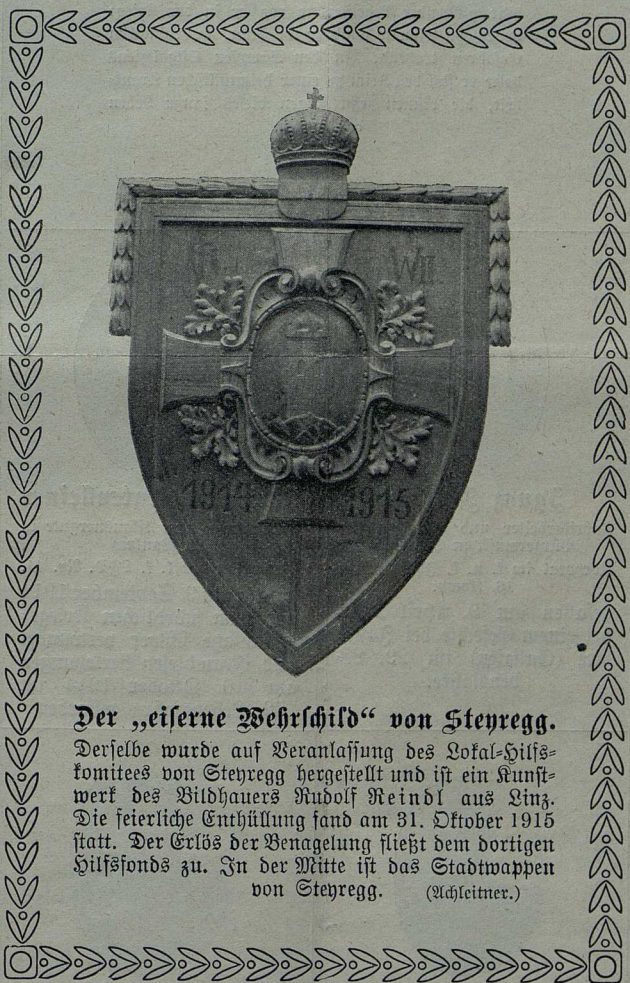 W II
1914 1915
Der „eiserne Wehrschild“ von Steyregg.
Derselbe wurde auf Veranlassung des Lokal-Hilfs-
komitees von Steyregg hergestellt und ist ein Kunst-
werk des Bildhauers Rudolf Reindl aus Linz.
Die feierliche Enthüllung fand am 31. Oktober 1915
statt. Der Erlös der Benagelung fließt dem dortigen
Hilfsfonds zu. In der Mitte ist das Stadtwappen
von Steyregg. (Achleitner.)